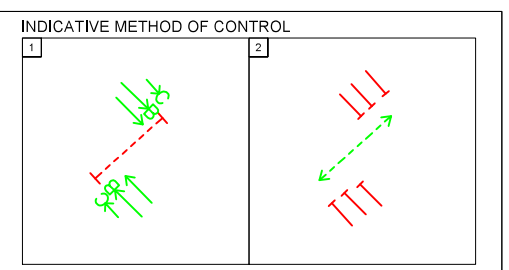 INDICATIVE METHOD OF CONTROL
1
2
C
B
B
C